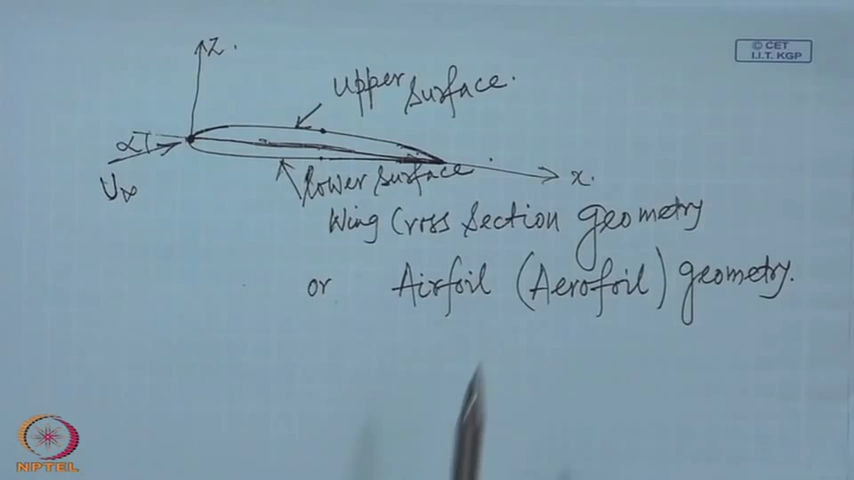 z.
© CET
I.I.T. KGP
Upper Surface.
α
U∞
Lower Surface.
x.
Wing Cross Section Geometry
or Airfoil (Aerofoil) geometry.
NPTEL